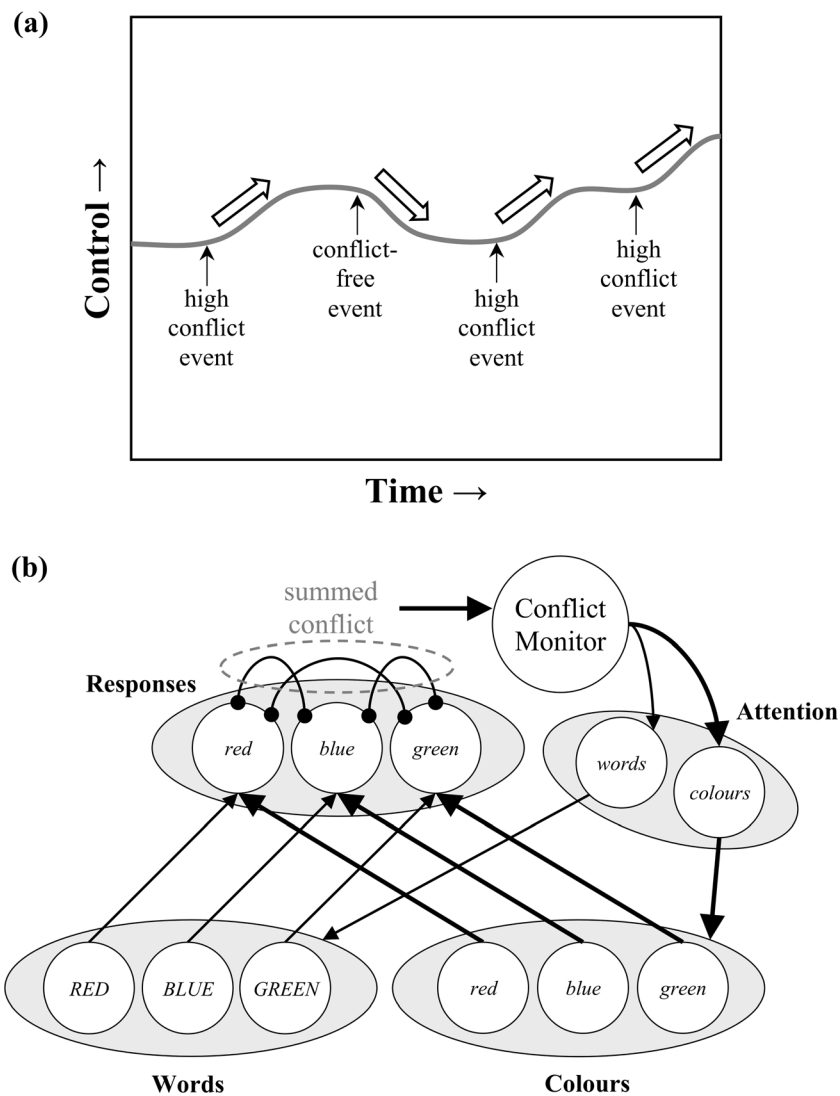 (a)
Control →
high
conflict
event
conflict-
free
event
high
conflict
event
high
conflict
event
Time →
(b)
summed
conflict
Conflict
Monitor
Responses
Attention
red
blue
green
words
colours
RED
BLUE
GREEN
red
blue
green
Words
Colours